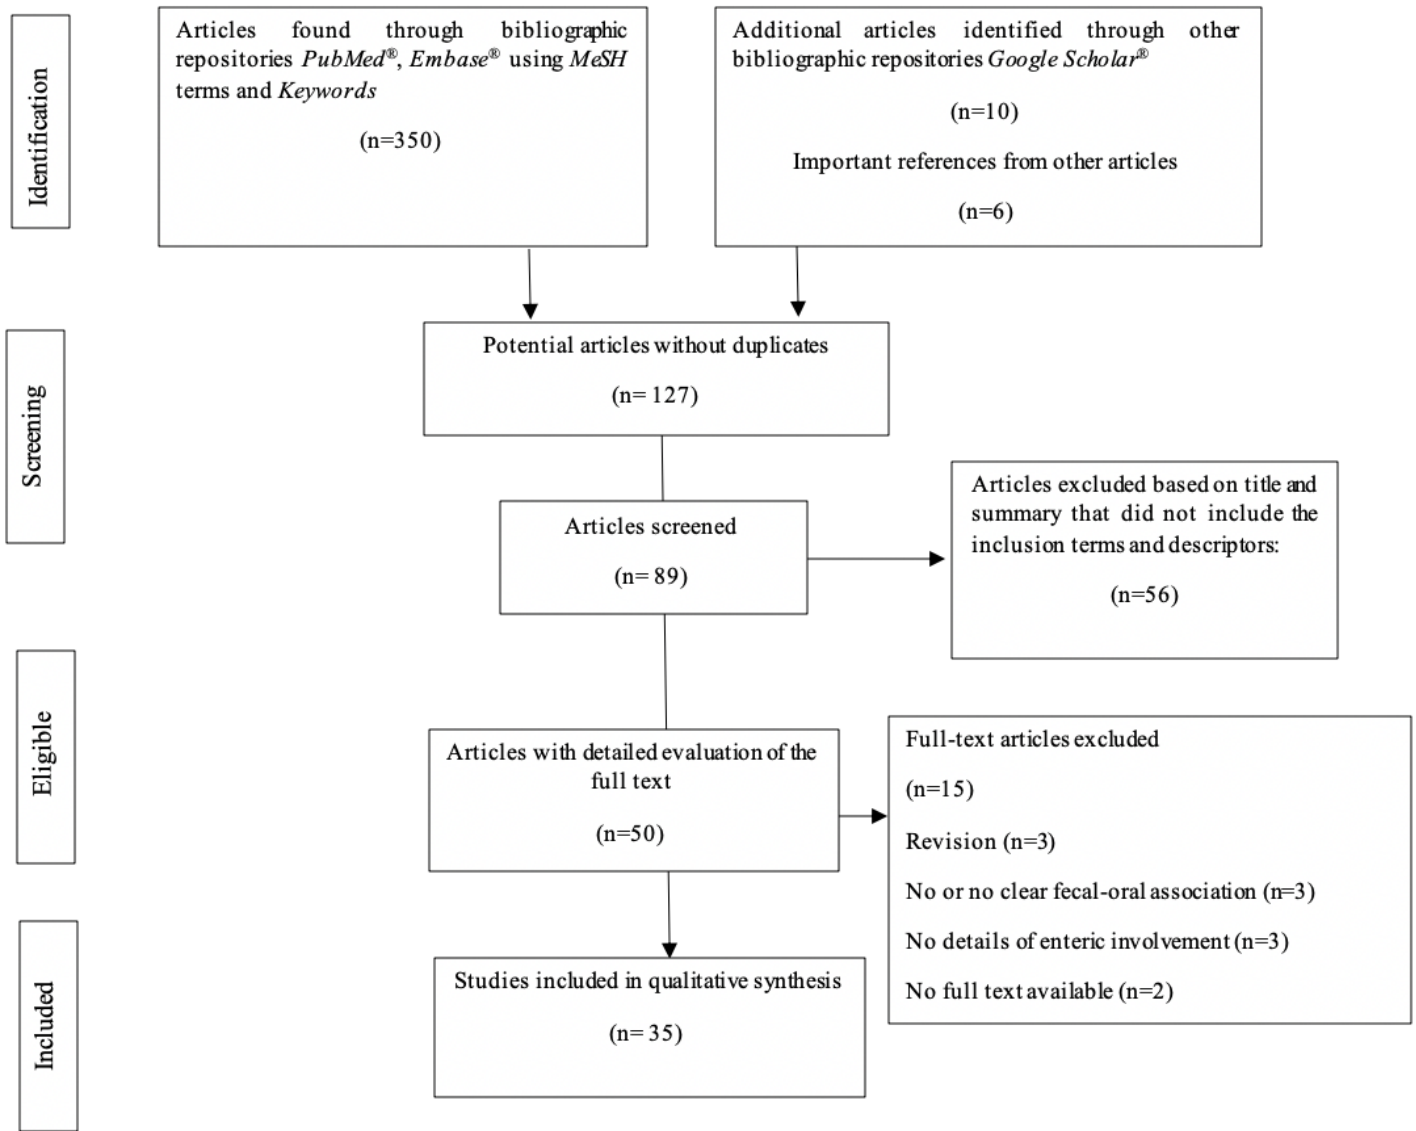 Identification
Articles found through bibliographic
repositories PubMed®, Embase® using MeSH
terms and Keywords
(n=350)
Additional articles identified through other
bibliographic repositories Google Scholar®
(n=10)
Important references from other articles
(n=6)
Screening
Potential articles without duplicates
(n= 127)
Articles screened
(n= 89)
Articles excluded based on title and
summary that did not include the
inclusion terms and descriptors:
(n=56)
Eligible
Articles with detailed evaluation of the
full text
(n=50)
Full-text articles excluded
(n=15)
Revision (n=3)
No or no clear fecal-oral association (n=3)
No details of enteric involvement (n=3)
No full text available (n=2)
Included
Studies included in qualitative synthesis
(n= 35)